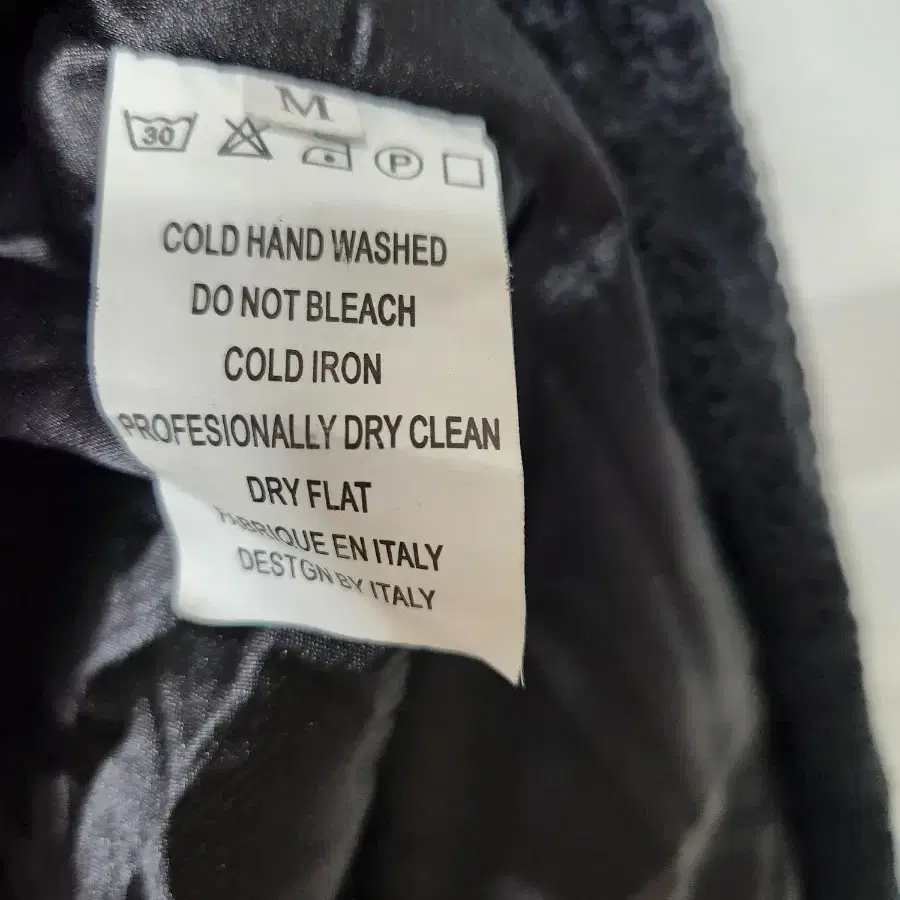 M
30 P
COLD HAND WASHED
DO NOT BLEACH
COLD IRON
PROFESIONALLY DRY CLEAN
DRY FLAT
FABRIQUE EN ITALY
DESTGN BY ITALY